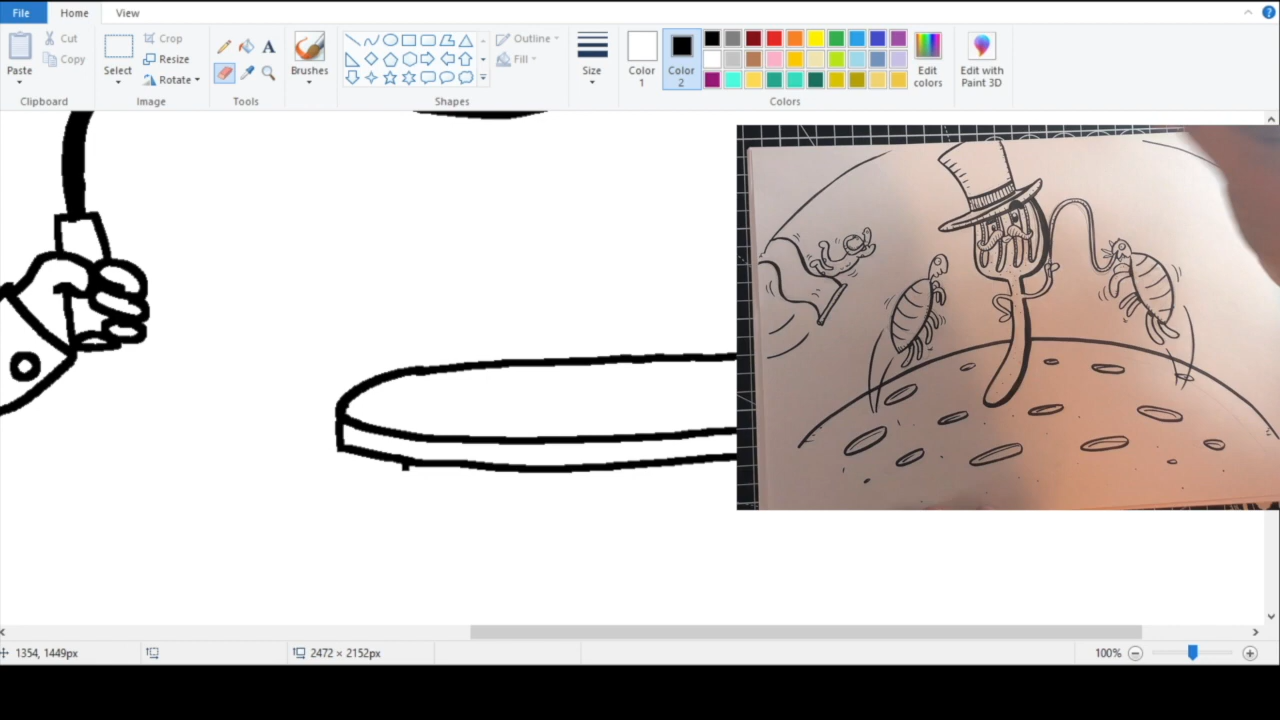 File Home View
Paste Cut Copy
Clipboard
Select Crop Resize Rotate
Image
A
Tools
Brushes
Outline Fill
Shapes
Size
Color 1 Color 2
Edit colors
Colors
Edit with Paint 3D
1354, 1449px 2472 × 2152px 100%